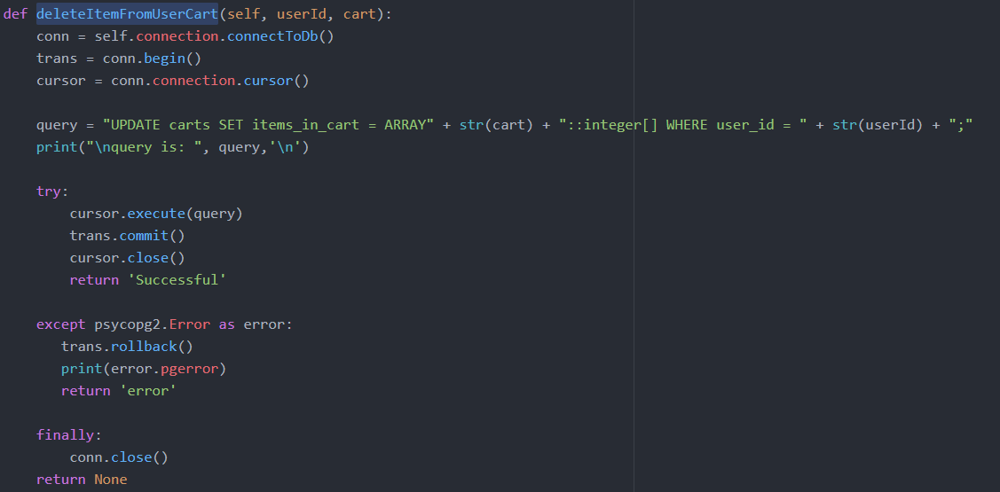 def deleteItemFromUserCart(self, userId, cart):
    conn = self.connection.connectToDb()
    trans = conn.begin()
    cursor = conn.connection.cursor()

    query = "UPDATE carts SET items_in_cart = ARRAY" + str(cart) + "::integer[] WHERE user_id = " + str(userId) + ";"
    print("\nquery is: ", query,'\n')

    try:
        cursor.execute(query)
        trans.commit()
        cursor.close()
        return 'Successful'

    except psycopg2.Error as error:
       trans.rollback()
       print(error.pgerror)
       return 'error'

    finally:
        conn.close()
    return None